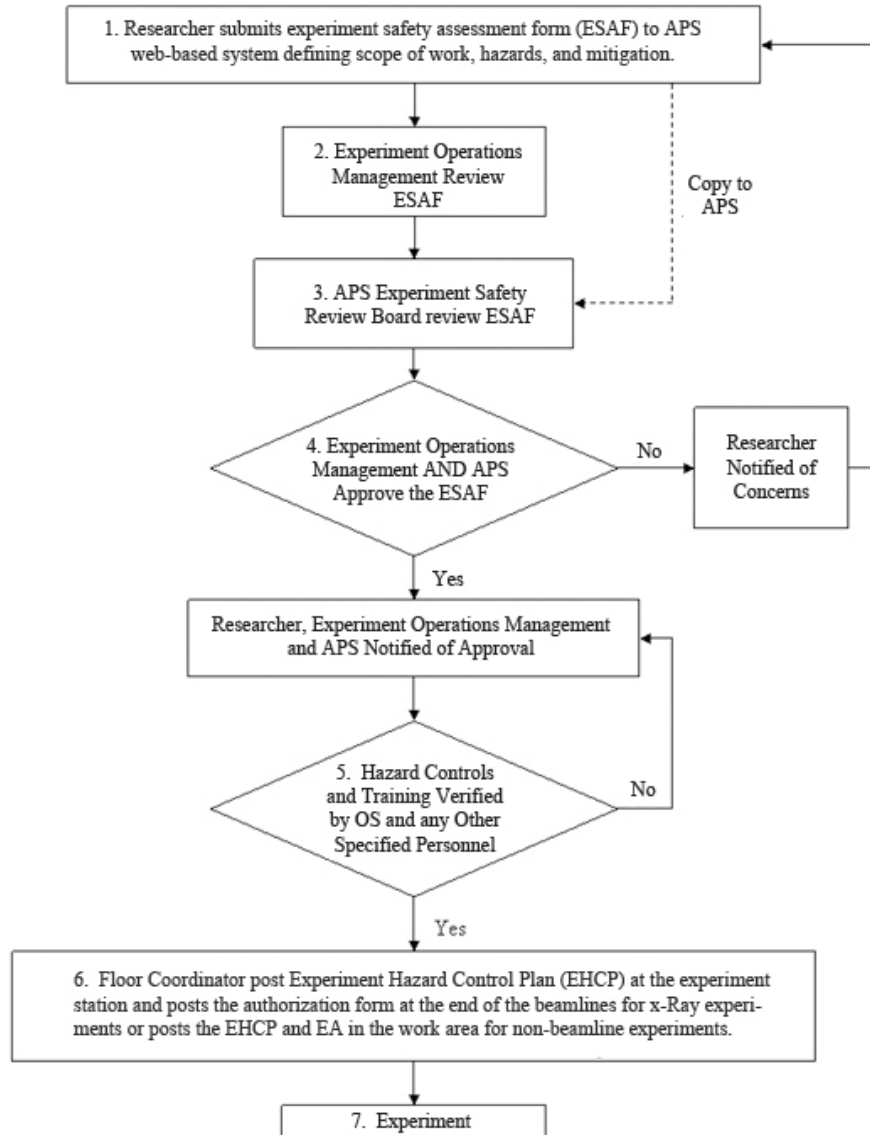 1. Researcher submits experiment safety assessment form (ESAF) to APS
web-based system defining scope of work, hazards, and mitigation.
2. Experiment Operations
Management Review
ESAF
Copy to
APS
3. APS Experiment Safety
Review Board review ESAF
4. Experiment Operations
Management AND APS
Approve the ESAF
No
Researcher
Notified of
Concerns
Yes
Researcher, Experiment Operations Management
and APS Notified of Approval
5. Hazard Controls
and Training Verified
by OS and any Other
Specified Personnel
No
Yes
6. Floor Coordinator post Experiment Hazard Control Plan (EHCP) at the experiment
station and posts the authorization form at the end of the beamlines for x-Ray experi-
ments or posts the EHCP and EA in the work area for non-beamline experiments.
7. Experiment